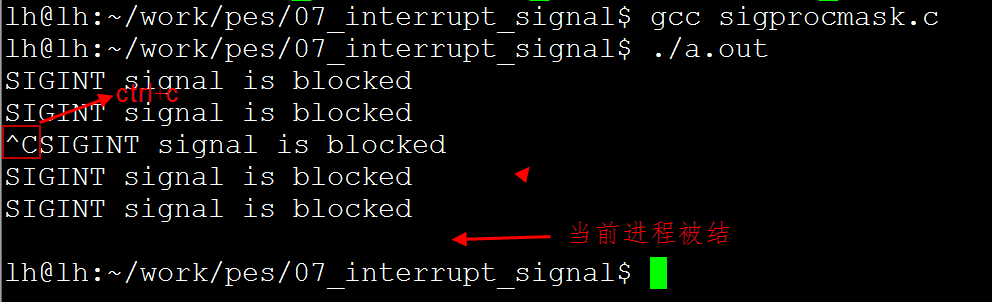 lh@lh:~/work/pes/07_interrupt_signal$ gcc sigprocmask.c
lh@lh:~/work/pes/07_interrupt_signal$ ./a.out
SIGINT signal is blocked
ctrl+c
SIGINT signal is blocked
^CSIGINT signal is blocked
SIGINT signal is blocked
SIGINT signal is blocked
当前进程被结
lh@lh:~/work/pes/07_interrupt_signal$